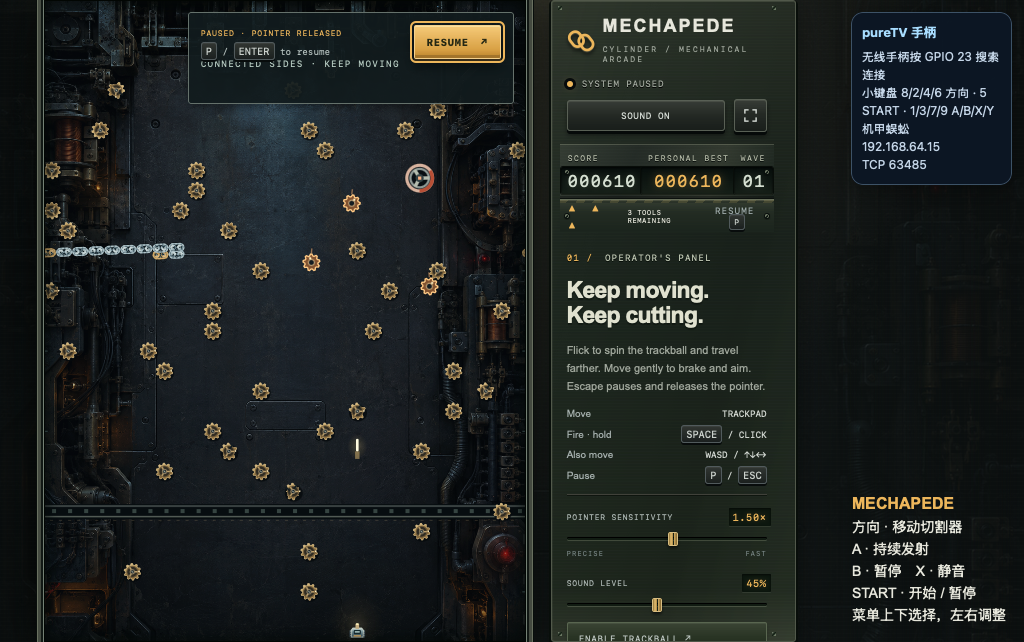 PAUSED · POINTER RELEASED
P / ENTER to resume
CONNECTED SIDES · KEEP MOVING
RESUME ↗
MECHAPEDE
CYLINDER / MECHANICAL
ARCADE
SYSTEM PAUSED
SOUND ON
SCORE PERSONAL BEST WAVE
000610 000610 01
3 TOOLS
REMAINING
RESUME
P
01 / OPERATOR'S PANEL
Keep moving.
Keep cutting.
Flick to spin the trackball and travel
farther. Move gently to brake and aim.
Escape pauses and releases the pointer.
Move TRACKPAD
Fire · hold SPACE / CLICK
Also move WASD / ↑↓↔
Pause P / ESC
POINTER SENSITIVITY 1.50×
PRECISE FAST
SOUND LEVEL 45%
ENABLE TRACKBALL ↗
pureTV 手柄
无线手柄按 GPIO 23 搜索
连接
小键盘 8/2/4/6 方向 · 5
START · 1/3/7/9 A/B/X/Y
机甲蜈蚣
192.168.64.15
TCP 63485
MECHAPEDE
方向 · 移动切割器
A · 持续发射
B · 暂停 X · 静音
START · 开始 / 暂停
菜单上下选择，左右调整